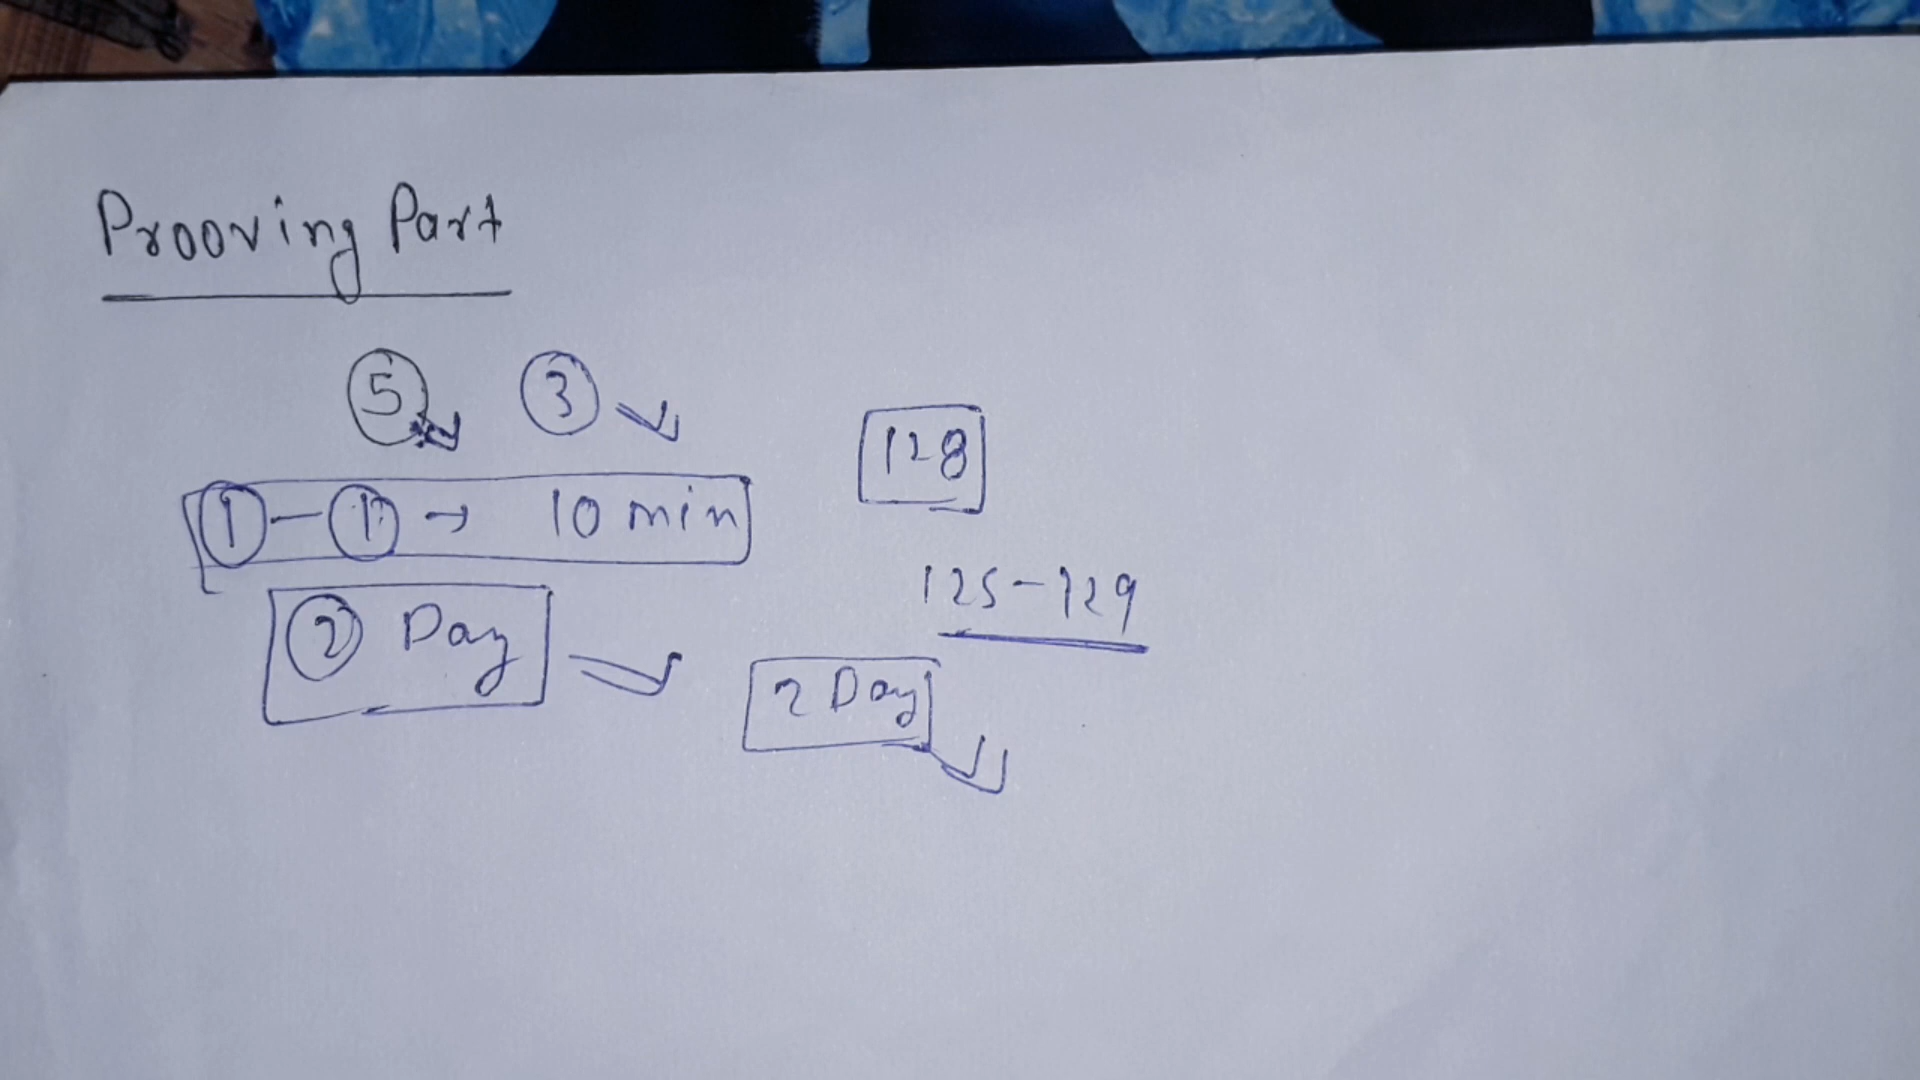 Prooving Part
5 3
128
1 - 1 → 10 min
125-129
2 Day
2 Day